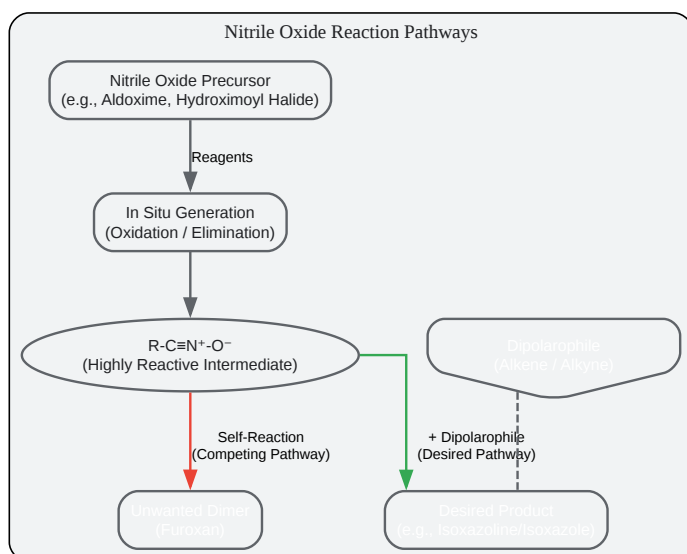 Nitrile Oxide Reaction Pathways
Nitrile Oxide Precursor
(e.g., Aldoxime, Hydroximoyl Halide)
Reagents
In Situ Generation
(Oxidation / Elimination)
R-C≡N⁺-O⁻
(Highly Reactive Intermediate)
Dipolarophile
(Alkene / Alkyne)
Self-Reaction
(Competing Pathway)
+ Dipolarophile
(Desired Pathway)
Unwanted Dimer
(Furoxan)
Desired Product
(e.g., Isoxazoline/Isoxazole)